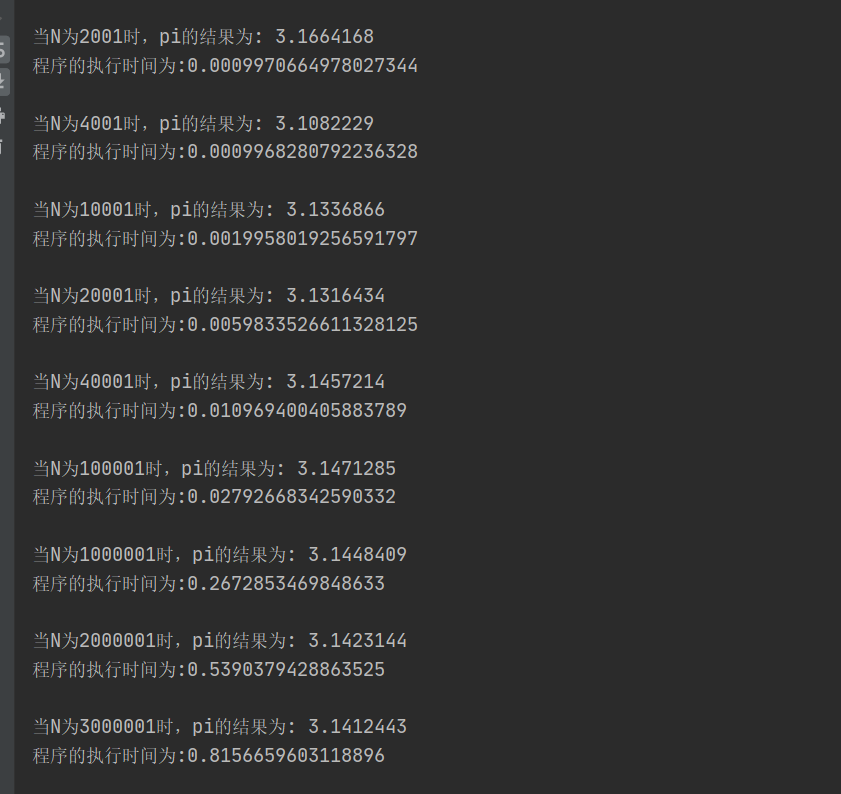 当N为2001时，pi的结果为: 3.1664168
程序的执行时间为:0.0009970664978027344
当N为4001时，pi的结果为: 3.1082229
程序的执行时间为:0.0009968280792236328
当N为10001时，pi的结果为: 3.1336866
程序的执行时间为:0.0019958019256591797
当N为20001时，pi的结果为: 3.1316434
程序的执行时间为:0.0059833526611328125
当N为40001时，pi的结果为: 3.1457214
程序的执行时间为:0.010969400405883789
当N为100001时，pi的结果为: 3.1471285
程序的执行时间为:0.02792668342590332
当N为1000001时，pi的结果为: 3.1448409
程序的执行时间为:0.2672853469848633
当N为2000001时，pi的结果为: 3.1423144
程序的执行时间为:0.5390379428863525
当N为3000001时，pi的结果为: 3.1412443
程序的执行时间为:0.8156659603118896